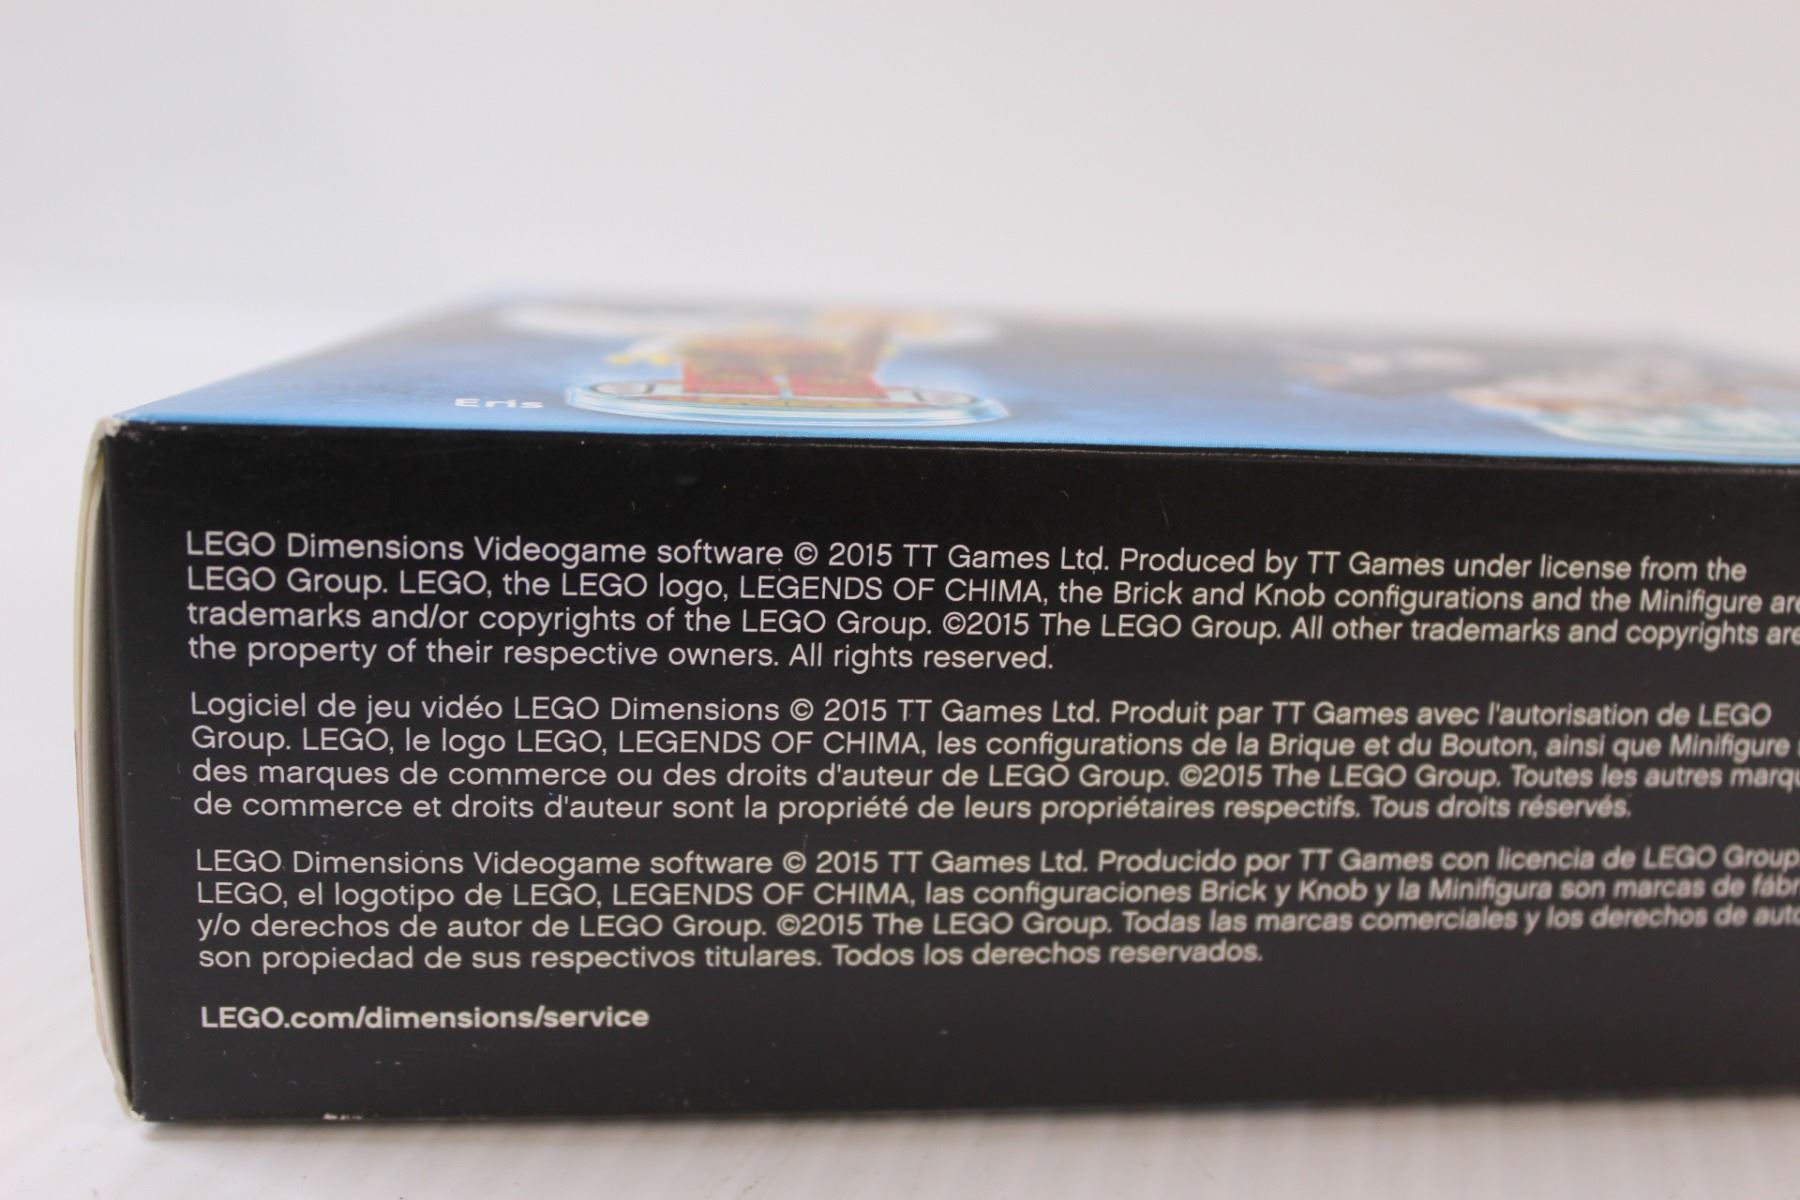 Eris
LEGO Dimensions Videogame software © 2015 TT Games Ltd. Produced by TT Games under license from the
LEGO Group. LEGO, the LEGO logo, LEGENDS OF CHIMA, the Brick and Knob configurations and the Minifigure are
trademarks and/or copyrights of the LEGO Group. ©2015 The LEGO Group. All other trademarks and copyrights are
the property of their respective owners. All rights reserved.
Logiciel de jeu vidéo LEGO Dimensions © 2015 TT Games Ltd. Produit par TT Games avec l'autorisation de LEGO
Group. LEGO, le logo LEGO, LEGENDS OF CHIMA, les configurations de la Brique et du Bouton, ainsi que Minifigure
des marques de commerce ou des droits d'auteur de LEGO Group. ©2015 The LEGO Group. Toutes les autres marqu
de commerce et droits d'auteur sont la propriété de leurs propriétaires respectifs. Tous droits réservés.
LEGO Dimensions Videogame software © 2015 TT Games Ltd. Producido por TT Games con licencia de LEGO Group
LEGO, el logotipo de LEGO, LEGENDS OF CHIMA, las configuraciones Brick y Knob y la Minifigura son marcas de fábr
y/o derechos de autor de LEGO Group. ©2015 The LEGO Group. Todas las marcas comerciales y los derechos de auto
son propiedad de sus respectivos titulares. Todos los derechos reservados.
LEGO.com/dimensions/service